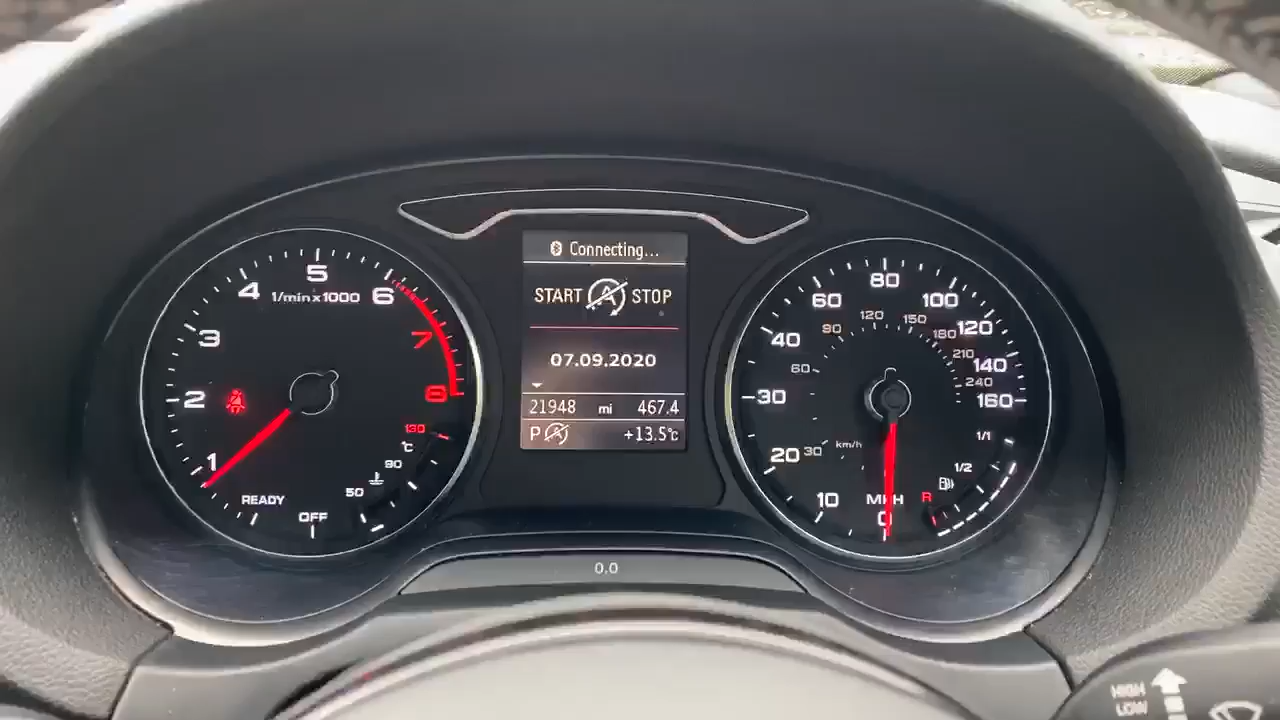 Connecting...
START A STOP
07.09.2020
21948 mi 467.4
P A +13.5°C
1/min x 1000
OFF
READY
1
2
3
4
5
6
7
8
130
°C
90
50
0
10
20
30
40
60
80
100
120
140
160
MPH
km/h
30
60
90
120
150
180
210
240
1/1
1/2
R
0.0
HIGH
LOW